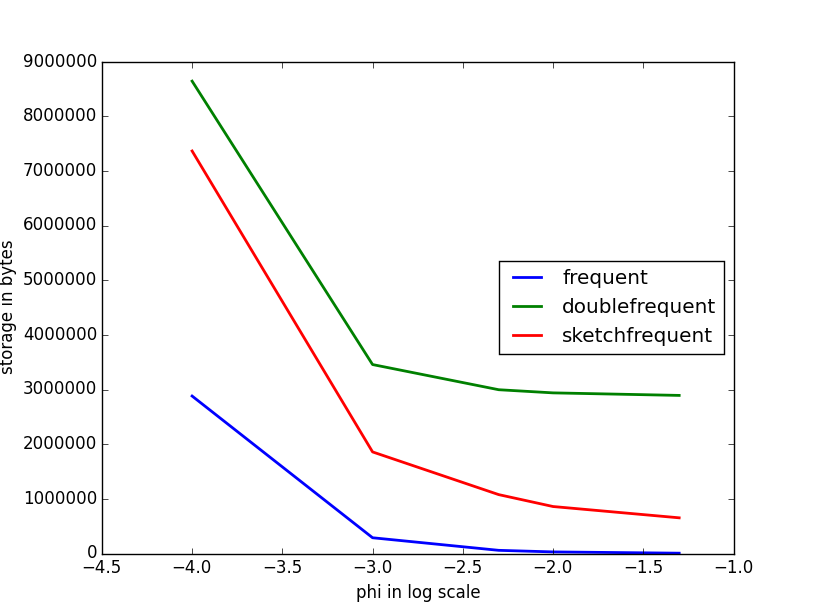 9000000
8000000
7000000
6000000
5000000
4000000
3000000
2000000
1000000
0
storage in bytes
frequent
doublefrequent
sketchfrequent
−4.5 −4.0 −3.5 −3.0 −2.5 −2.0 −1.5 −1.0
phi in log scale